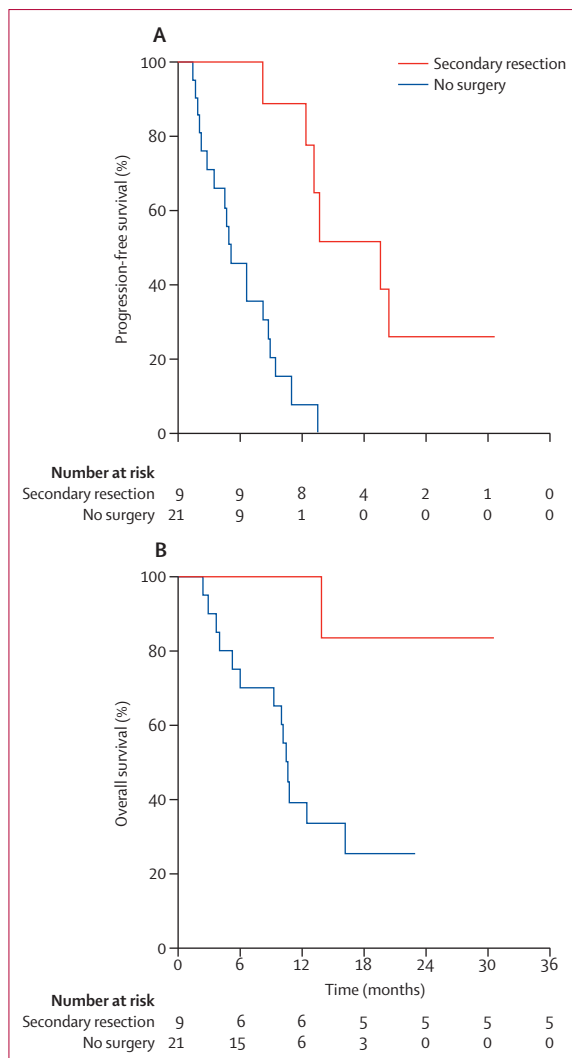 A
Secondary resection
No surgery
100
80
60
40
20
0
Progression-free survival (%)
Number at risk
Secondary resection 9 9 8 4 2 1 0
No surgery 21 9 1 0 0 0 0
B
100
80
60
40
20
0
Overall survival (%)
0 6 12 18 24 30 36
Time (months)
Number at risk
Secondary resection 9 6 6 5 5 5 5
No surgery 21 15 6 3 0 0 0